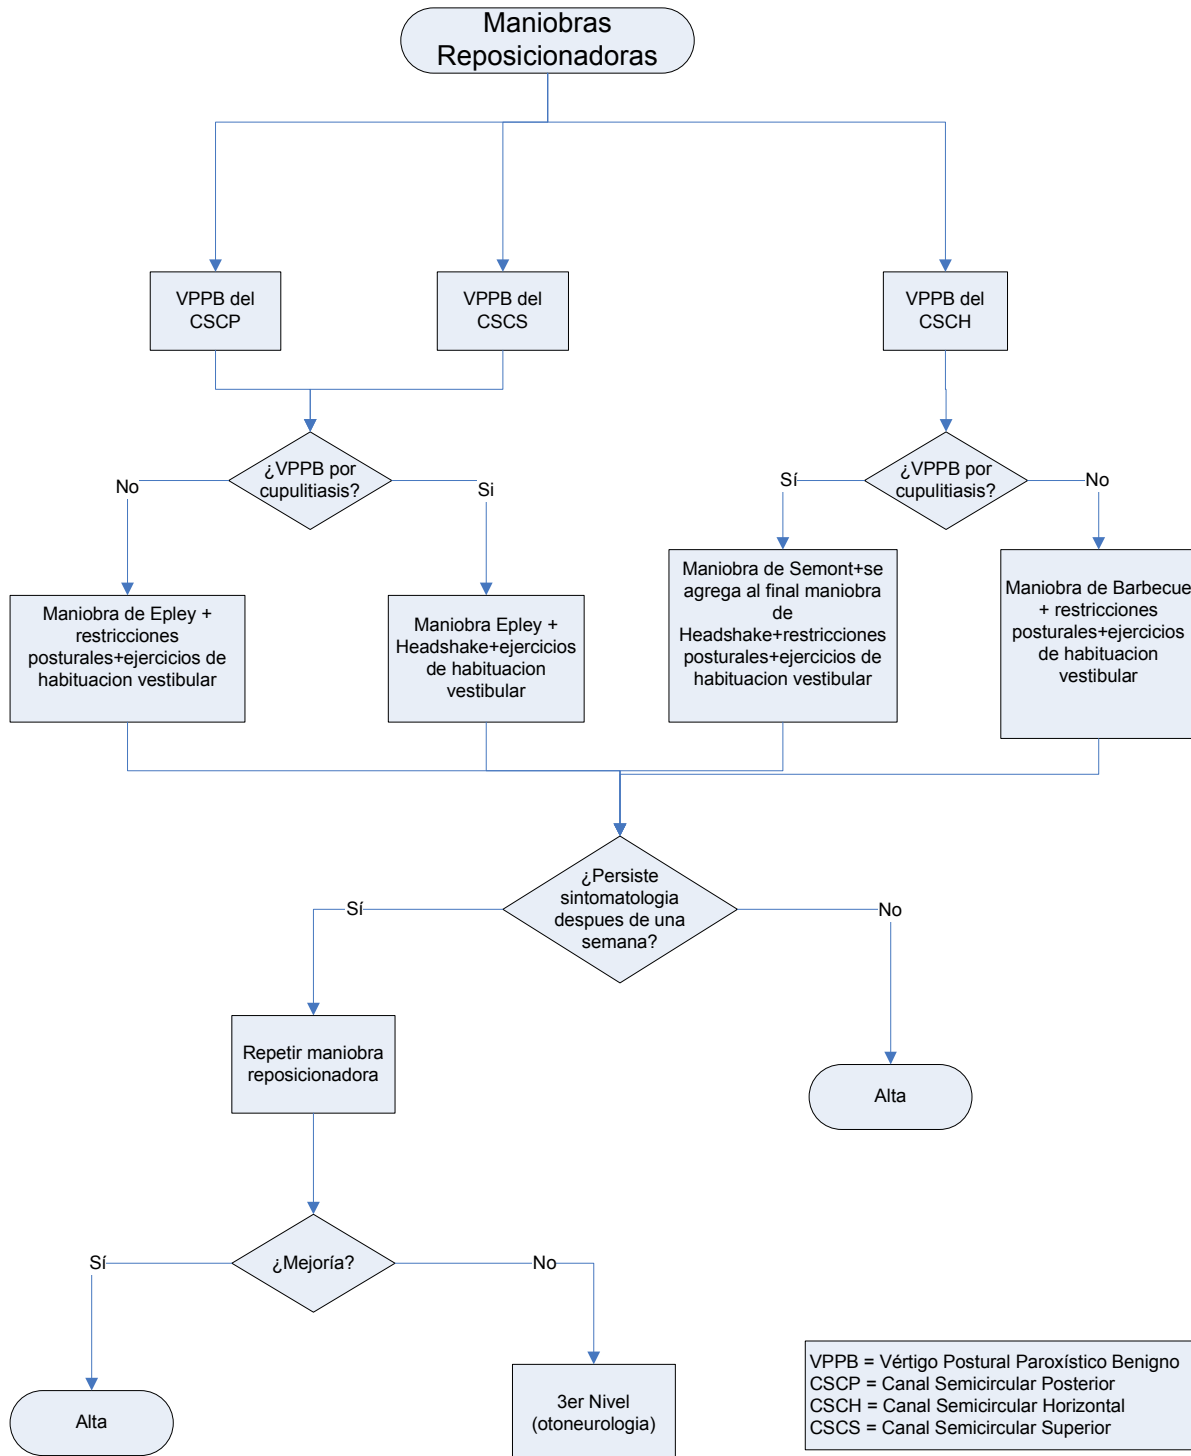 Maniobras
Reposicionadoras
VPPB del
CSCP
VPPB del
CSCS
VPPB del
CSCH
¿VPPB por
cupulitiasis?
No
Si
¿VPPB por
cupulitiasis?
Sí
No
Maniobra de Epley +
restricciones
posturales+ejercicios de
habituacion vestibular
Maniobra Epley +
Headshake+ejercicios
de habituacion
vestibular
Maniobra de Semont+se
agrega al final maniobra
de
Headshake+restricciones
posturales+ejercicios de
habituacion vestibular
Maniobra de Barbecue
+ restricciones
posturales+ejercicios
de habituacion
vestibular
¿Persiste
sintomatologia
despues de una
semana?
Sí
No
Repetir maniobra
reposicionadora
Alta
¿Mejoría?
Sí
No
Alta
3er Nivel
(otoneurologia)
VPPB = Vértigo Postural Paroxístico Benigno
CSCP = Canal Semicircular Posterior
CSCH = Canal Semicircular Horizontal
CSCS = Canal Semicircular Superior